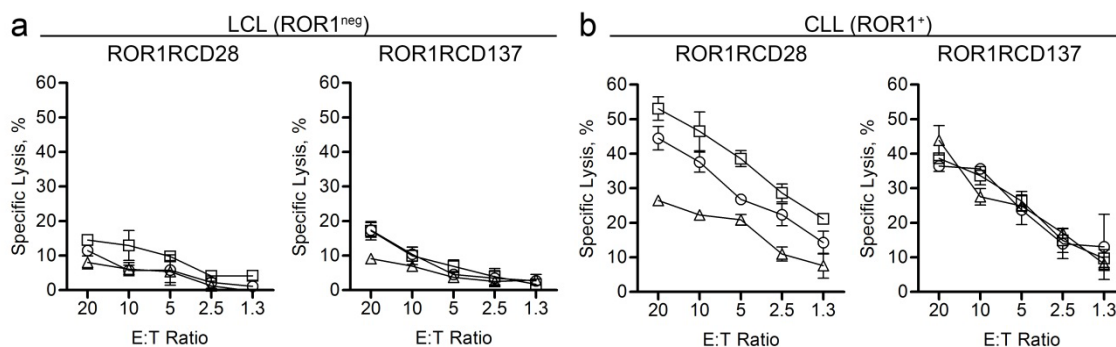 a
LCL (ROR1neg)
ROR1RCD28
ROR1RCD137
Specific Lysis, %
60
50
40
30
20
10
0
20 10 5 2.5 1.3
E:T Ratio
Specific Lysis, %
60
50
40
30
20
10
0
20 10 5 2.5 1.3
E:T Ratio
b
CLL (ROR1+)
ROR1RCD28
ROR1RCD137
Specific Lysis, %
60
50
40
30
20
10
0
20 10 5 2.5 1.3
E:T Ratio
Specific Lysis, %
60
50
40
30
20
10
0
20 10 5 2.5 1.3
E:T Ratio